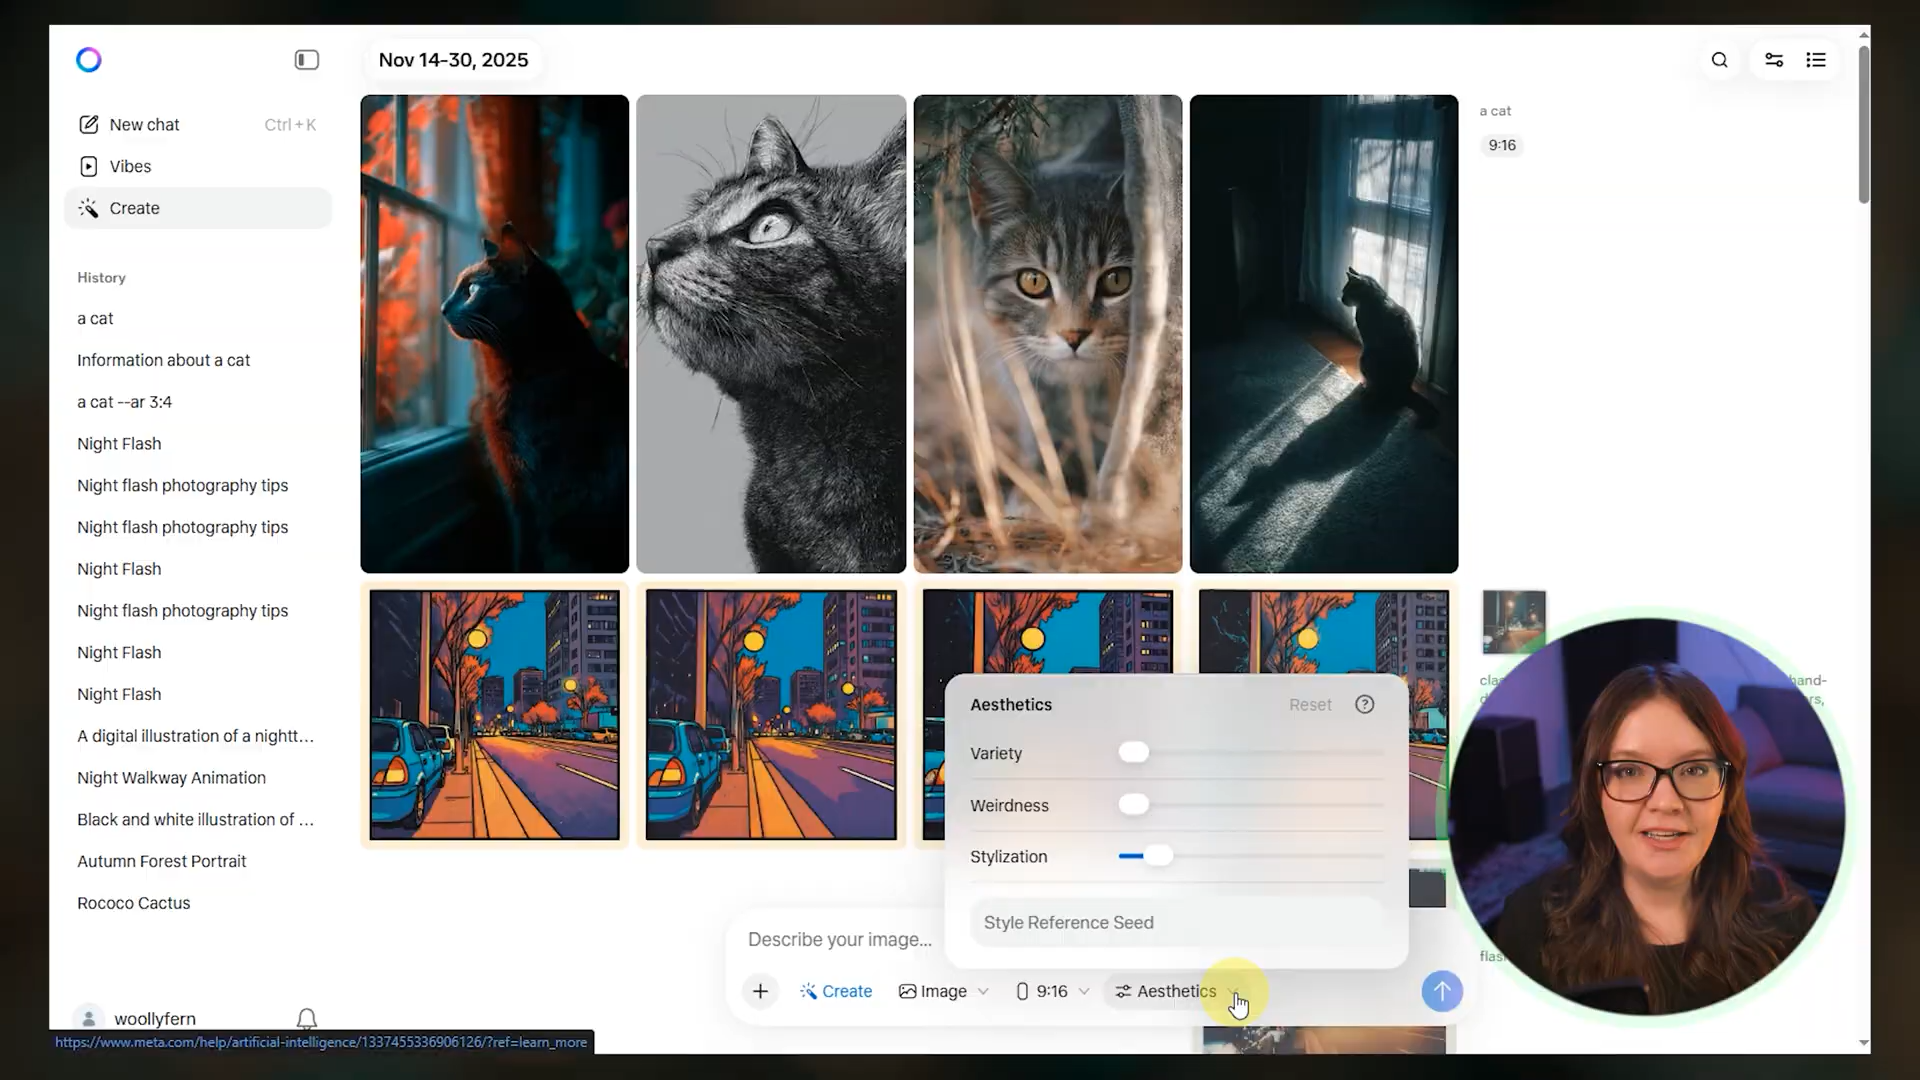 Nov 14-30, 2025
New chat
Ctrl + K
Vibes
Create
History
a cat
Information about a cat
a cat --ar 3:4
Night Flash
Night flash photography tips
Night flash photography tips
Night Flash
Night flash photography tips
Night Flash
Night Flash
A digital illustration of a nightt...
Night Walkway Animation
Black and white illustration of ...
Autumn Forest Portrait
Rococo Cactus
woollyfern
https://www.meta.com/help/artificial-intelligence/1337455336906126/?ref=learn_more
a cat
9:16
Aesthetics
Reset
Variety
Weirdness
Stylization
Style Reference Seed
Describe your image...
Create
Image
9:16
Aesthetics